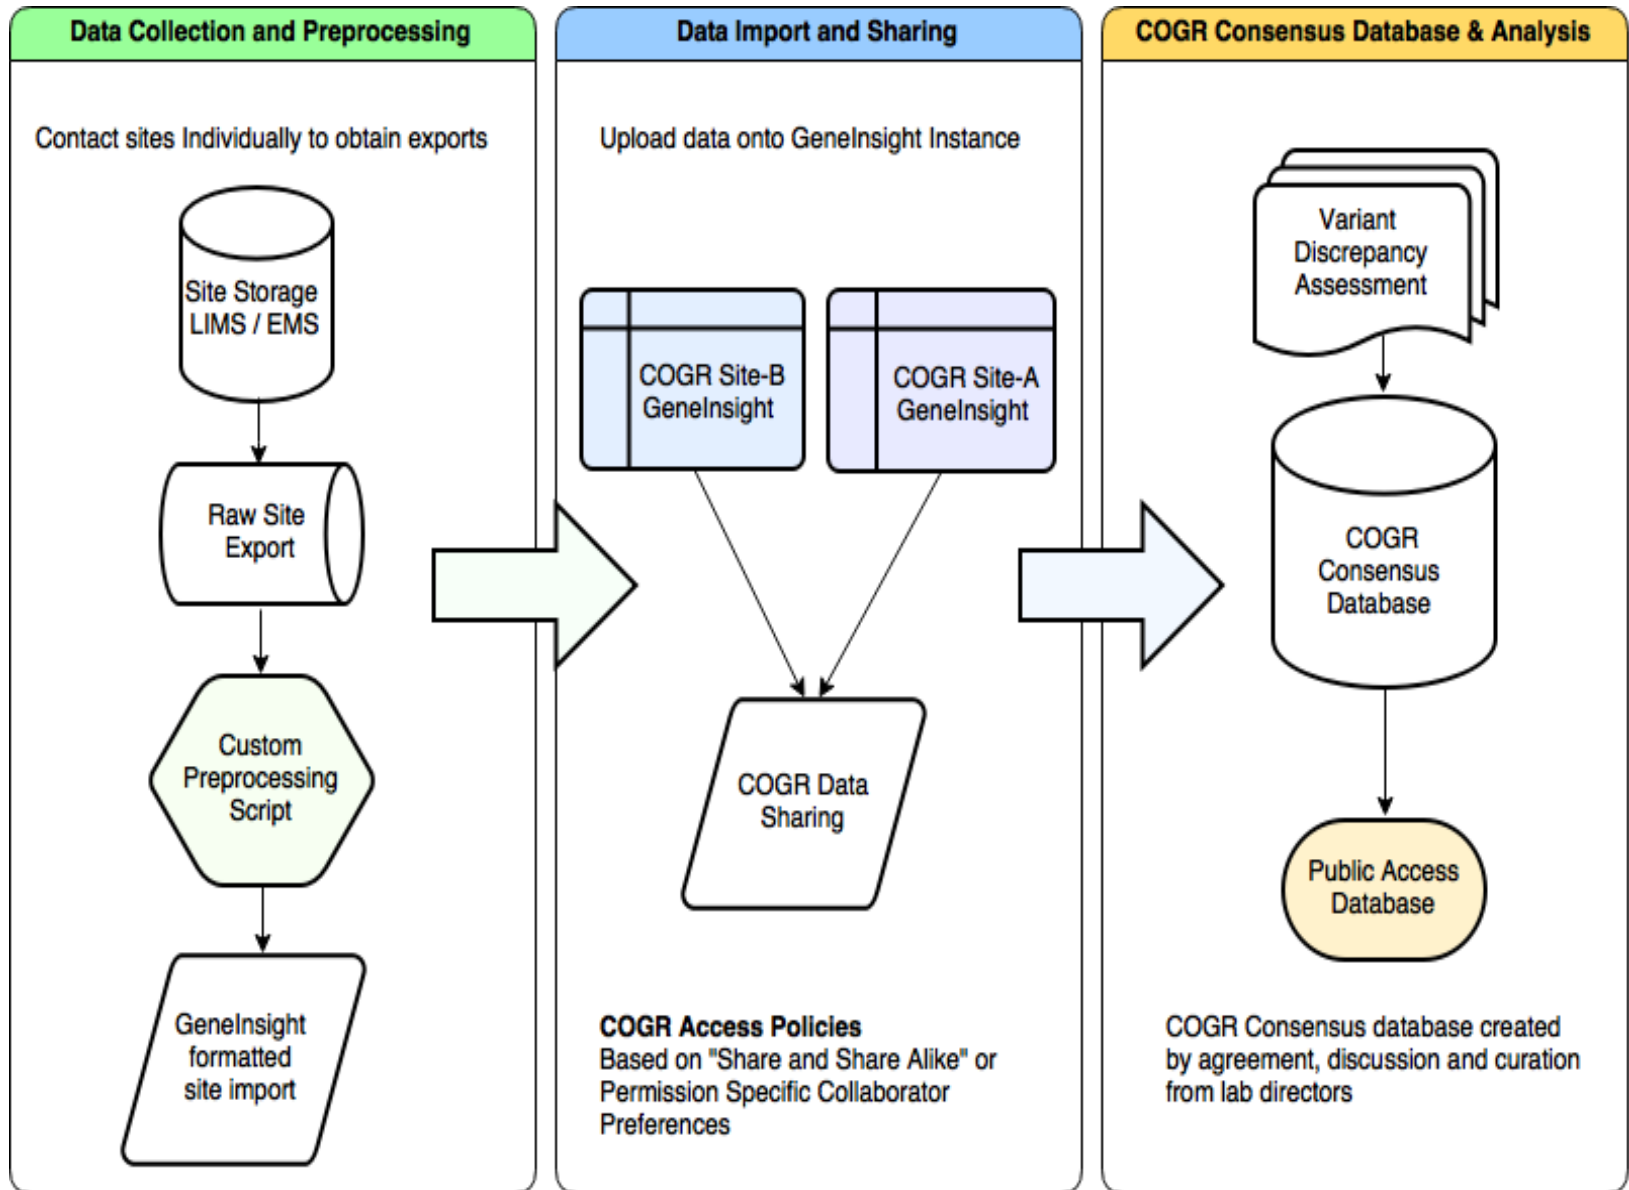 Data Collection and Preprocessing
Contact sites Individually to obtain exports
Site Storage
LIMS / EMS
Raw Site
Export
Custom
Preprocessing
Script
GeneInsight
formatted
site import
Data Import and Sharing
Upload data onto GeneInsight Instance
COGR Site-B
GeneInsight
COGR Site-A
GeneInsight
COGR Data
Sharing
COGR Access Policies
Based on "Share and Share Alike" or
Permission Specific Collaborator
Preferences
COGR Consensus Database & Analysis
Variant
Discrepancy
Assessment
COGR
Consensus
Database
Public Access
Database
COGR Consensus database created
by agreement, discussion and curation
from lab directors